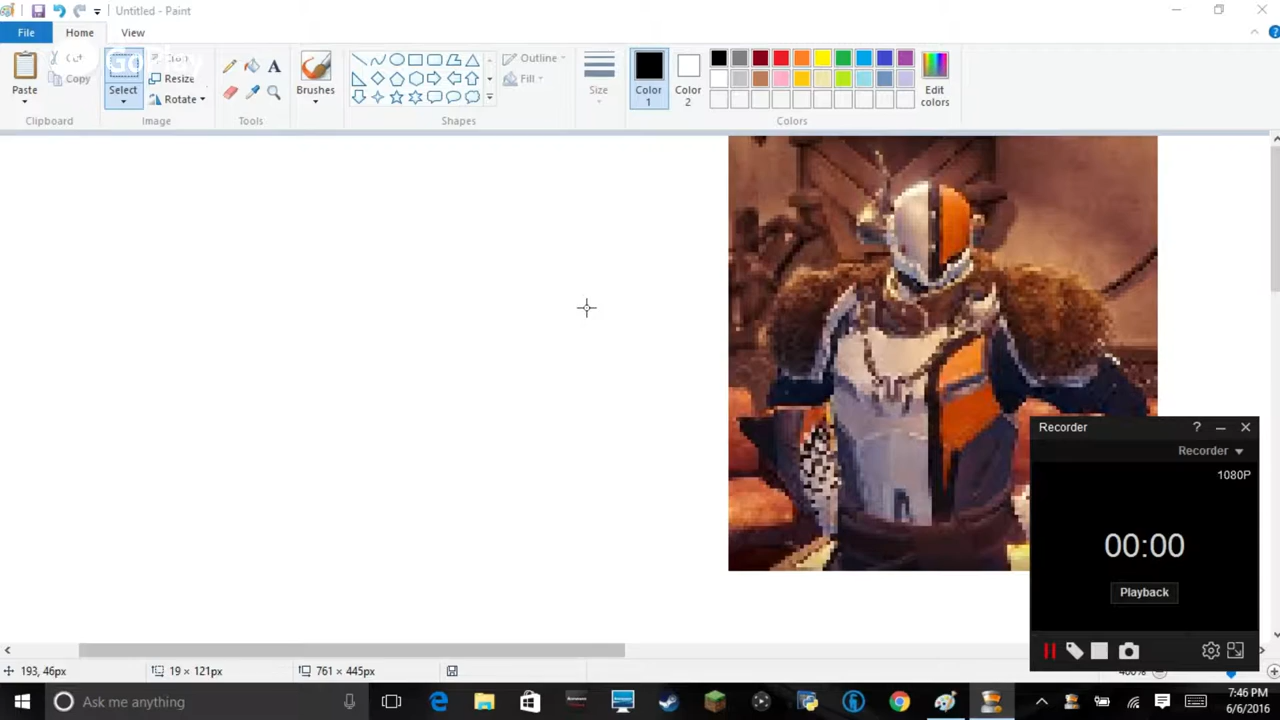 Untitled - Paint
File
Home
View
Paste
Cut
Copy
Clipboard
Select
Resize
Rotate
Image
A
Tools
Brushes
Outline
Fill
Shapes
Size
Color
1
Color
2
Edit
colors
Colors
Recorder
?
Recorder
1080P
00:00
Playback
193, 46px
19 × 121px
761 × 445px
Ask me anything
7:46 PM
6/6/2016